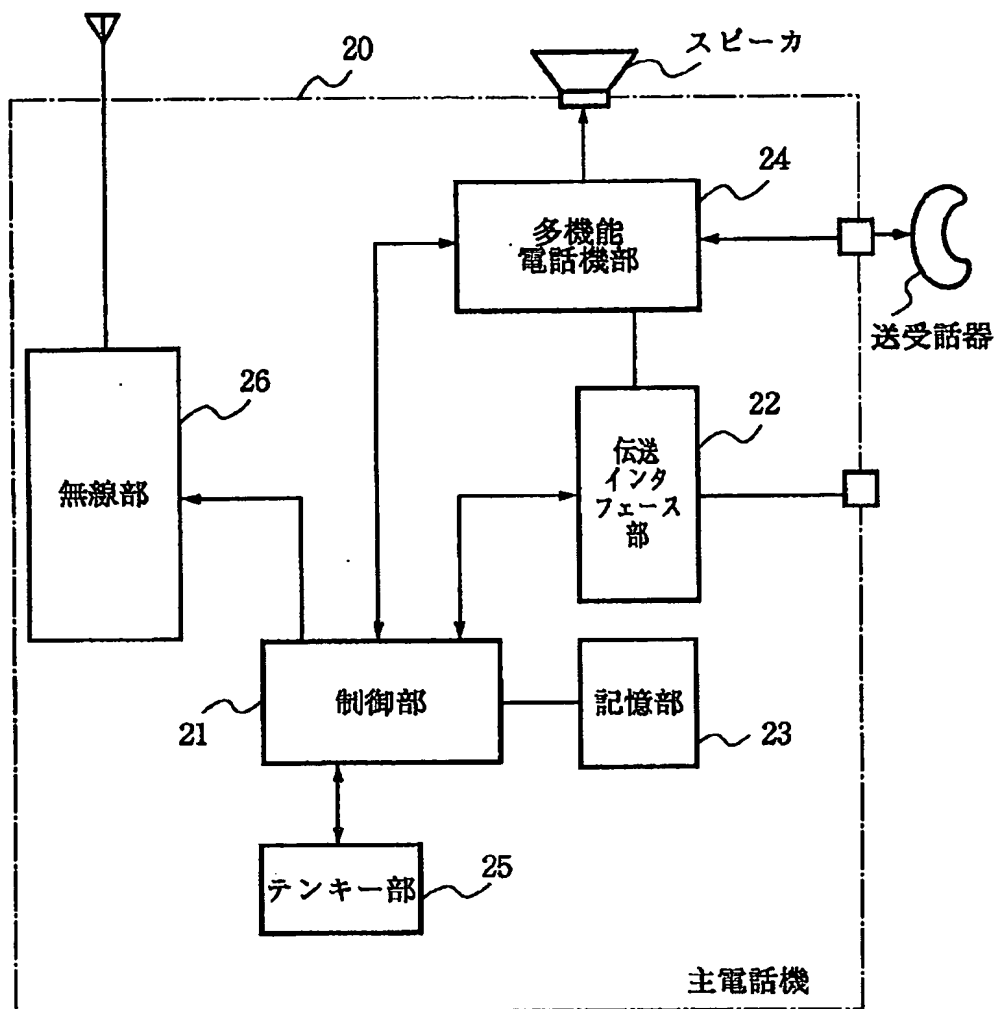 スピーカ
20
24
多機能
電話機部
送受話器
26
22
無線部
伝送
インタ
フェース
部
制御部
記憶部
21
23
テンキー部
25
主電話機